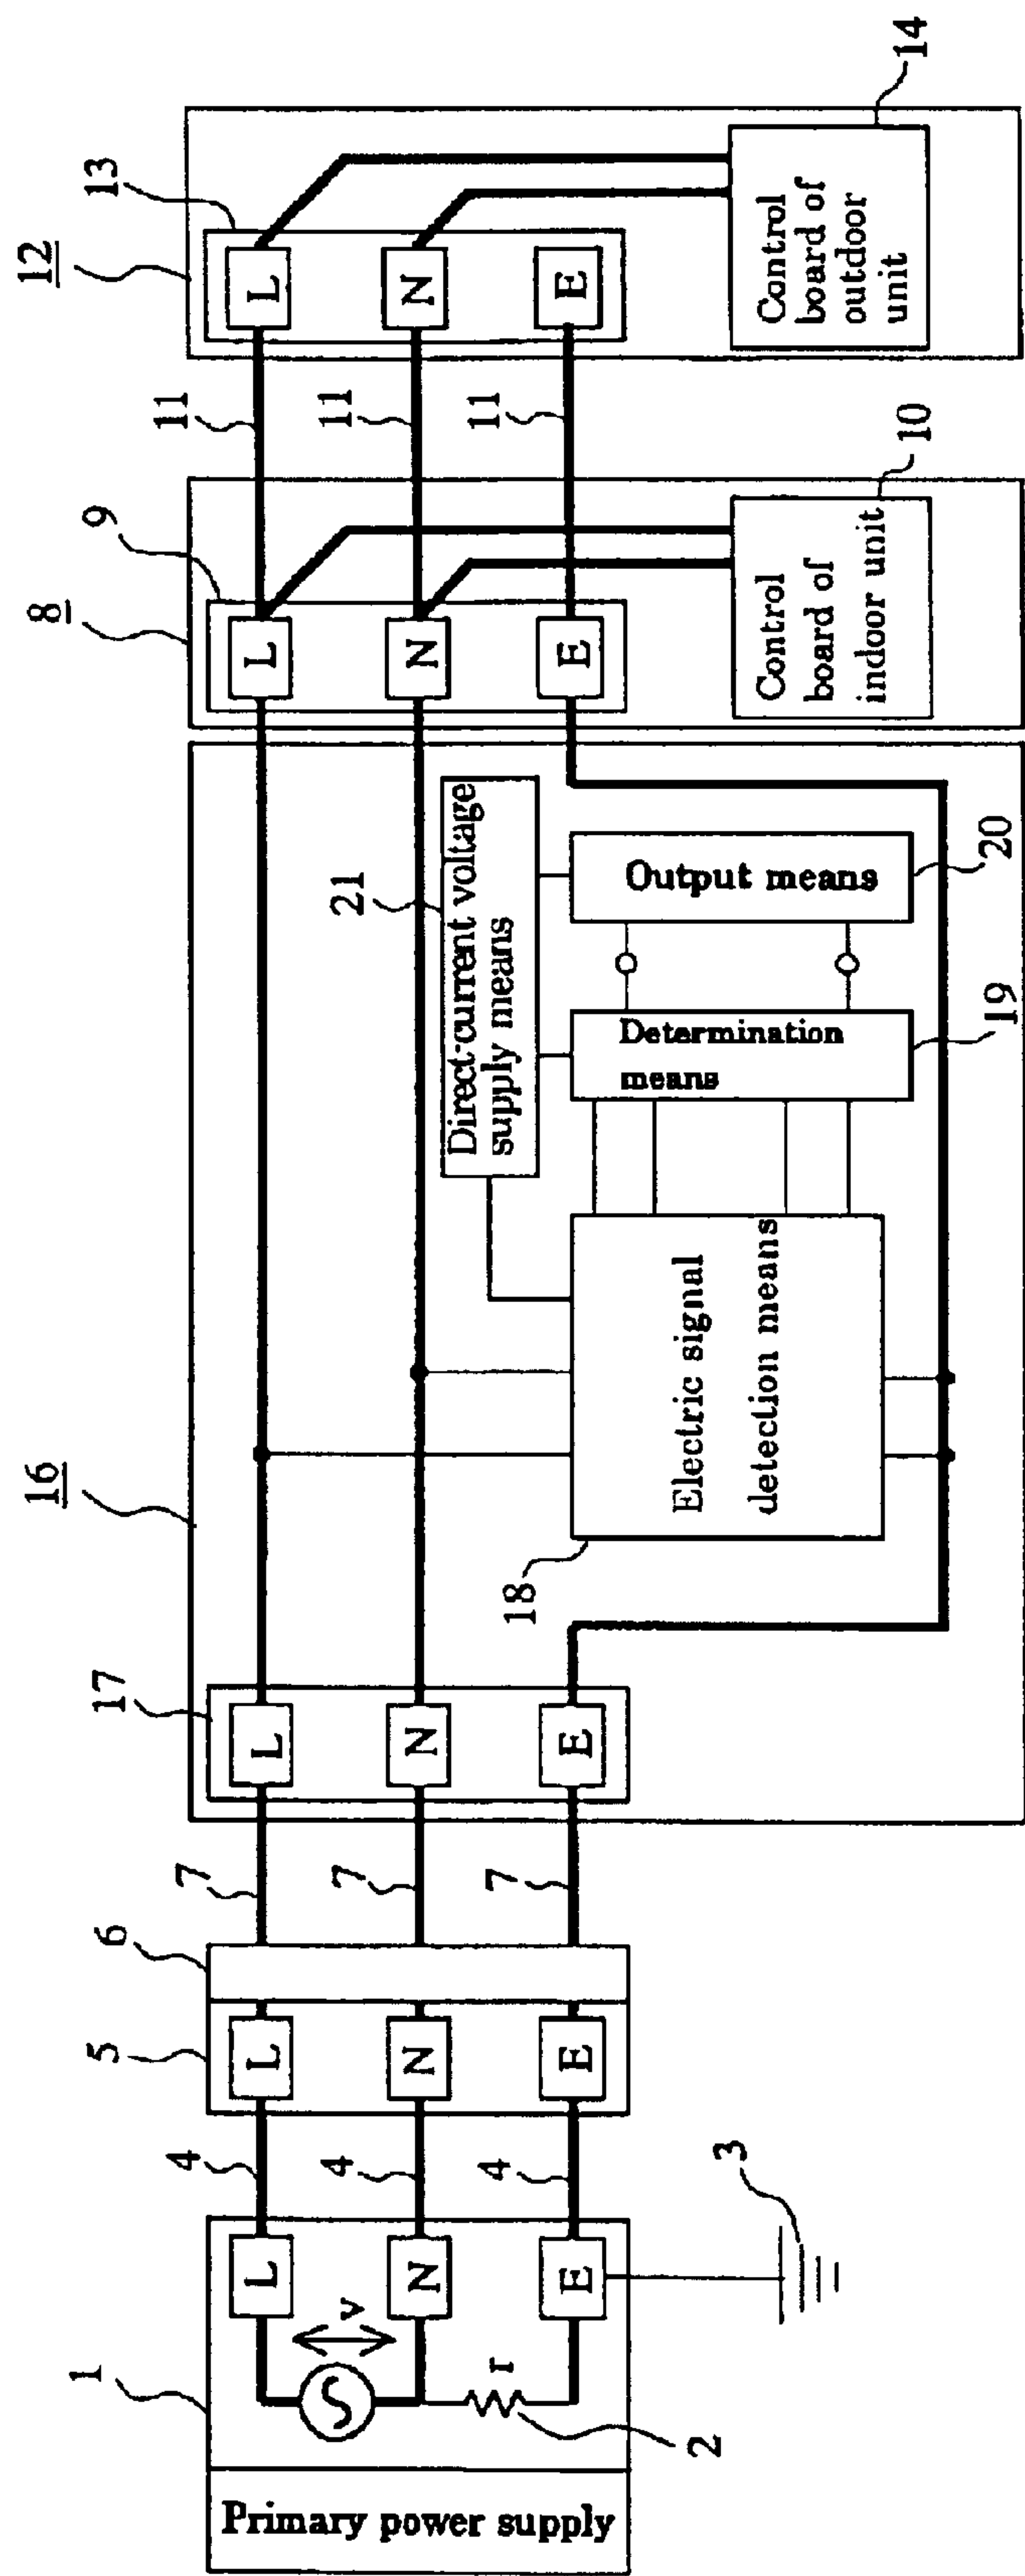 12
13
14
L
N
E
Control
board of
outdoor
unit
11
11
11
8
9
10
L
N
E
Control
board of
indoor unit
16
21
Direct-current voltage
supply means
20
Output means
19
Determination
means
18
Electric signal
detection means
17
L
N
E
7
7
7
6
5
L
N
E
4
4
4
3
1
L
N
E
v
r
2
Primary power supply